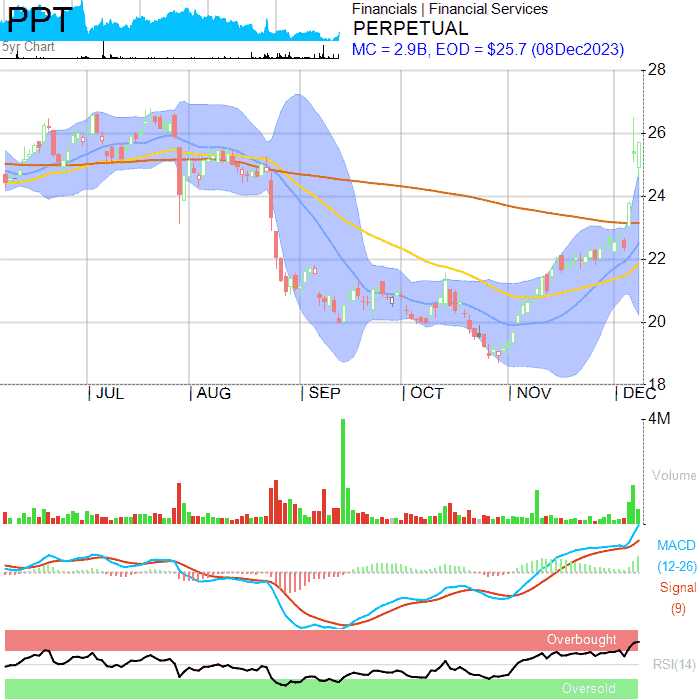 PPT
5yr Chart
Financials | Financial Services
PERPETUAL
MC = 2.9B, EOD = $25.7 (08Dec2023)
28
26
24
22
20
18
JUL AUG SEP OCT NOV DEC
4M
Volume
MACD
(12-26)
Signal
(9)
Overbought
RSI(14)
Oversold